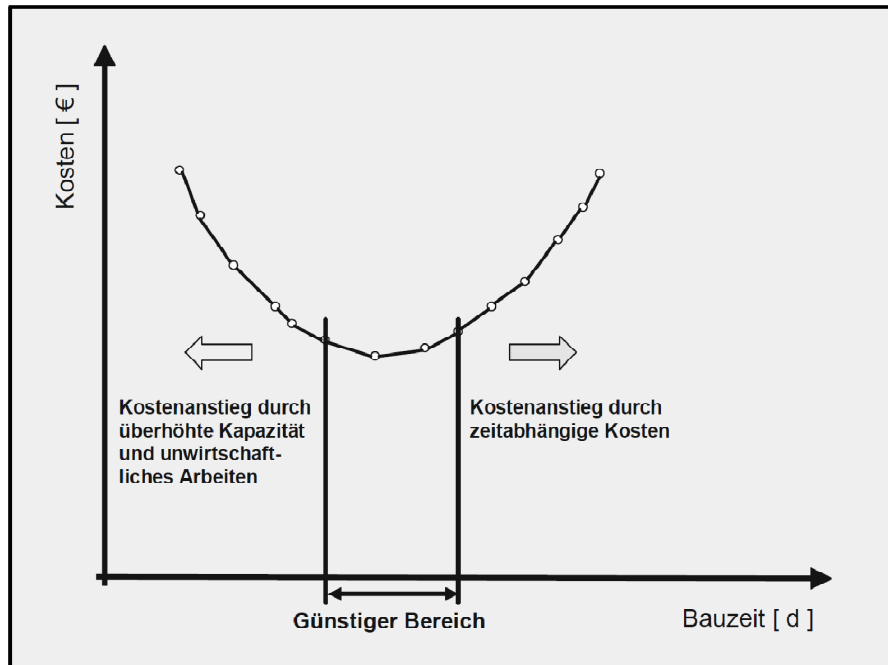 Kosten [ € ]
Kostenanstieg durch
überhöhte Kapazität
und unwirtschaft-
liches Arbeiten
Kostenanstieg durch
zeitabhängige Kosten
Günstiger Bereich
Bauzeit [ d ]